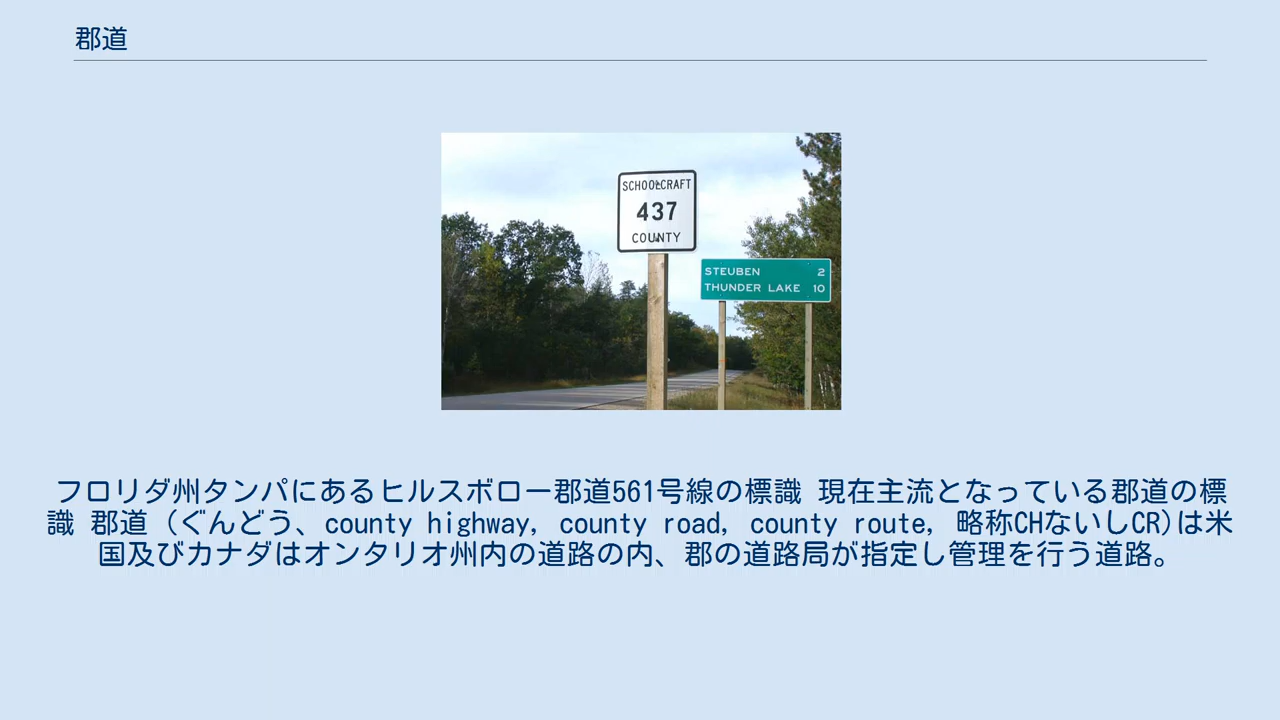 郡道
SCHOOLCRAFT
437
COUNTY
STEUBEN 2
THUNDER LAKE 10
フロリダ州タンパにあるヒルスボロー郡道561号線の標識 現在主流となっている郡道の標
識 郡道（ぐんどう、county highway, county road, county route, 略称CHないしCR)は米
国及びカナダはオンタリオ州内の道路の内、郡の道路局が指定し管理を行う道路。